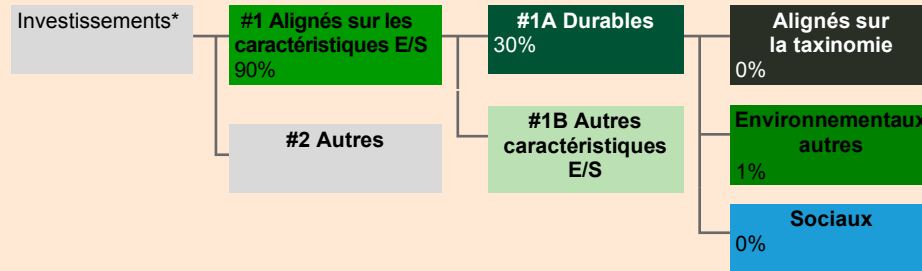 Investissements*
#1 Alignés sur les
caractéristiques E/S
90%
#2 Autres
#1A Durables
30%
#1B Autres
caractéristiques
E/S
Alignés sur
la taxinomie
0%
Environnementaux
autres
1%
Sociaux
0%